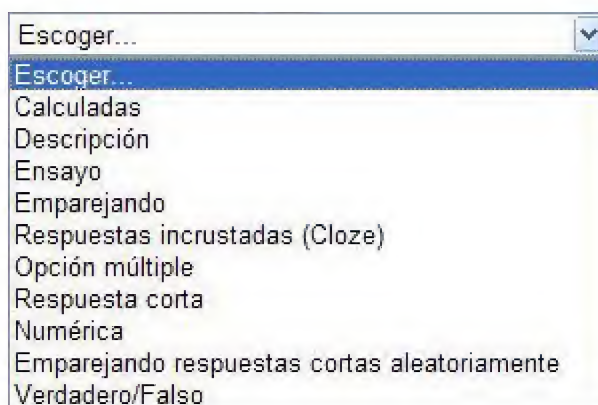 Escoger...
Escoger...
Calculadas
Descripción
Ensayo
Emparejando
Respuestas incrustadas (Cloze)
Opción múltiple
Respuesta corta
Numérica
Emparejando respuestas cortas aleatoriamente
Verdadero/Falso